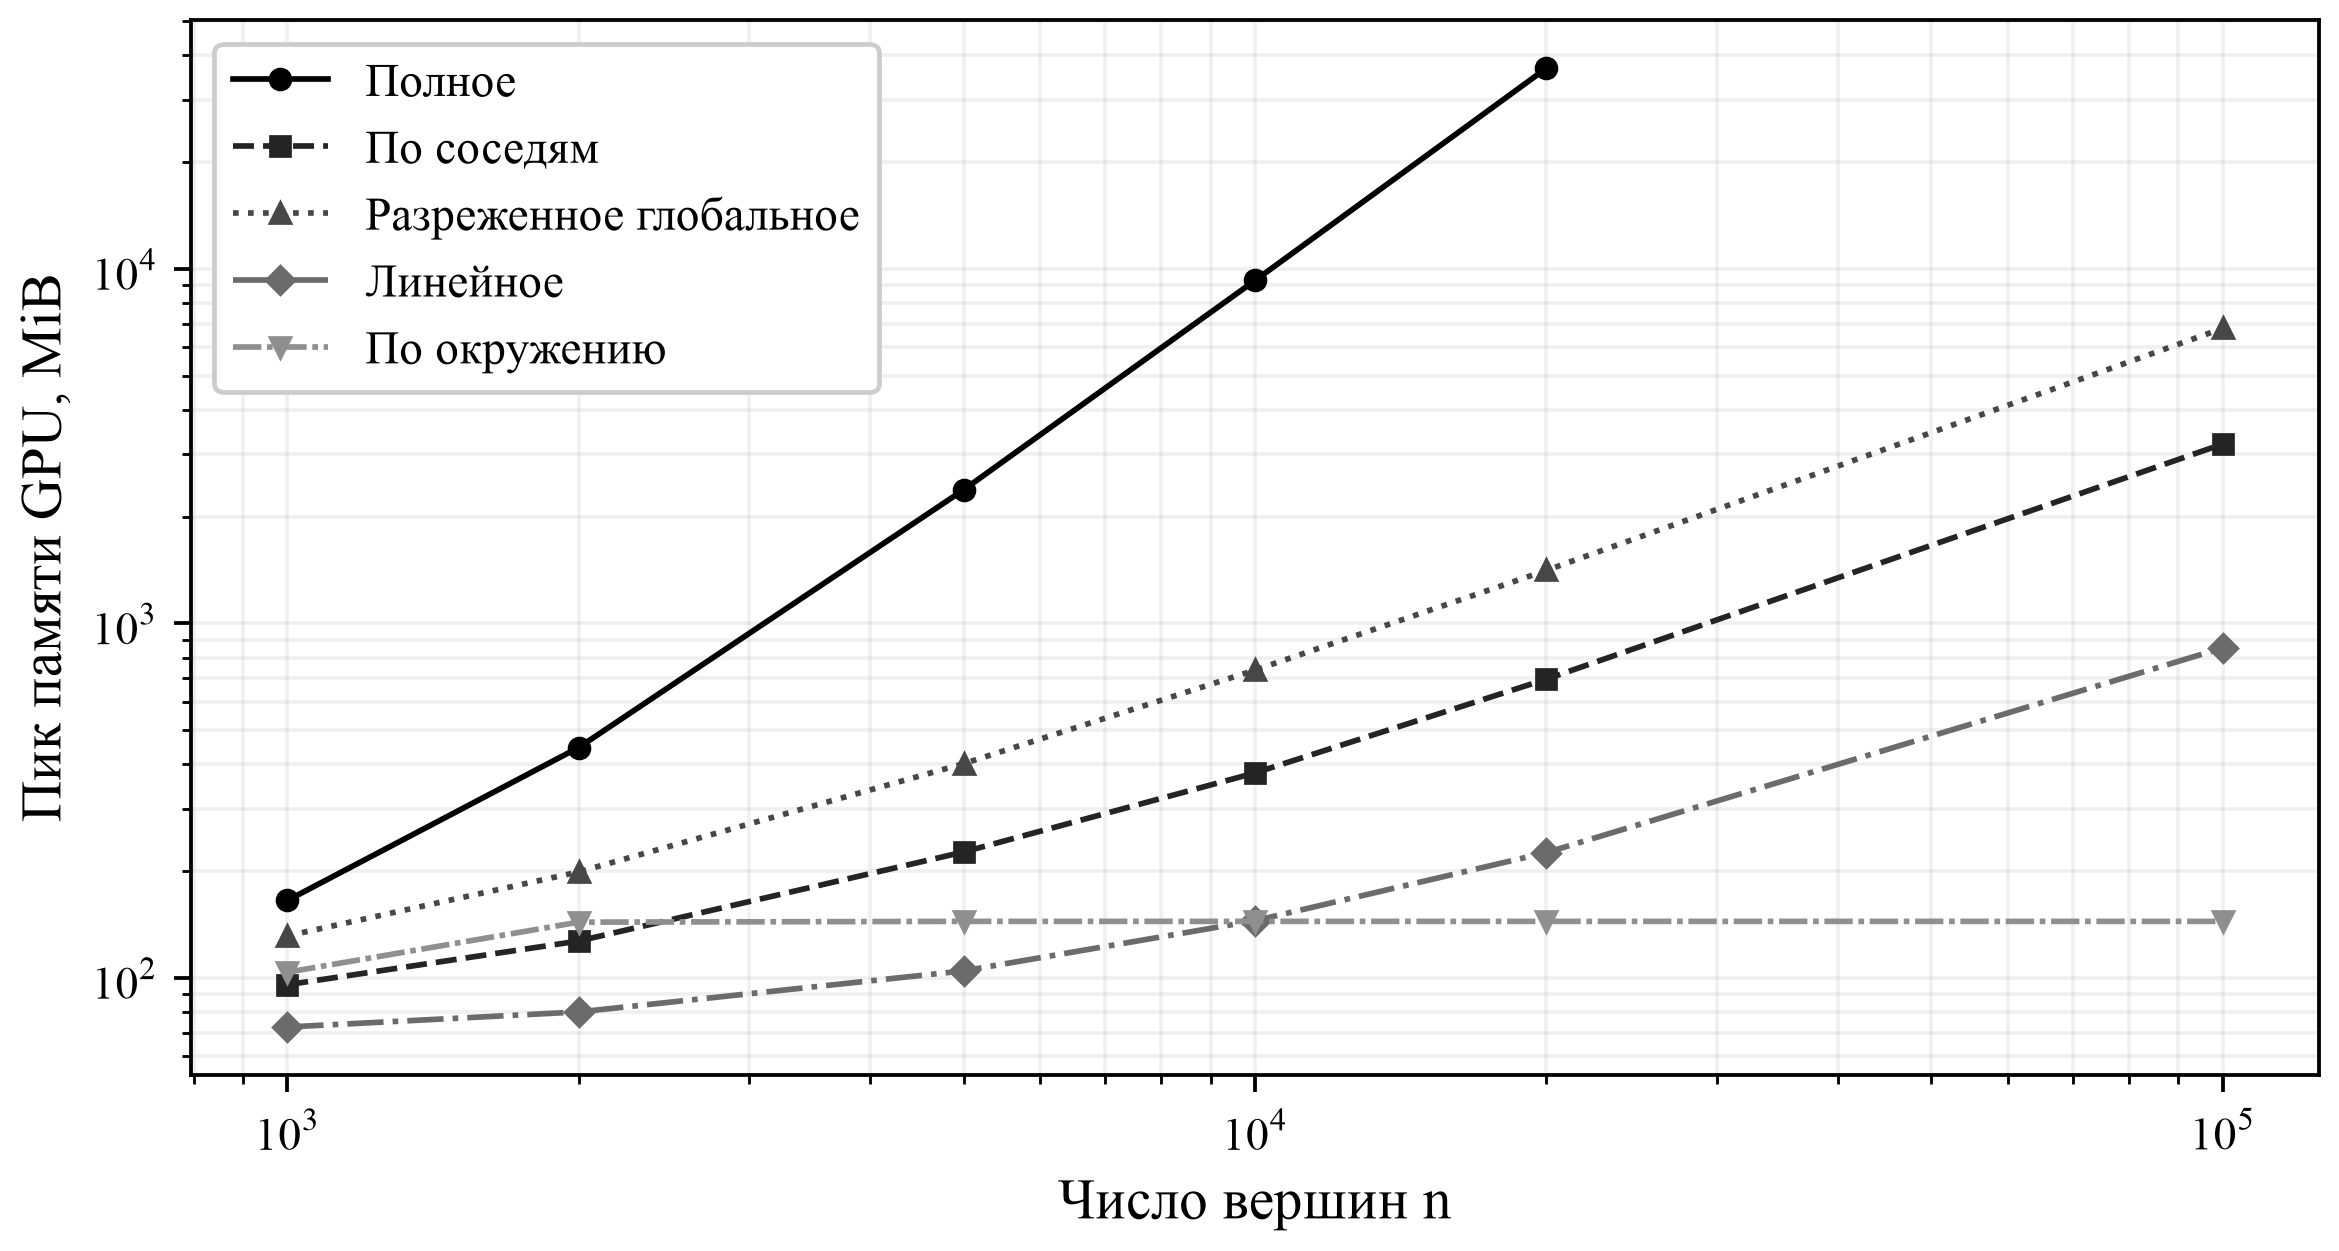 Полное
По соседям
Разреженное глобальное
Линейное
По окружению
Пик памяти GPU, MiB
10⁴
10³
10²
10³ 10⁴ 10⁵
Число вершин n